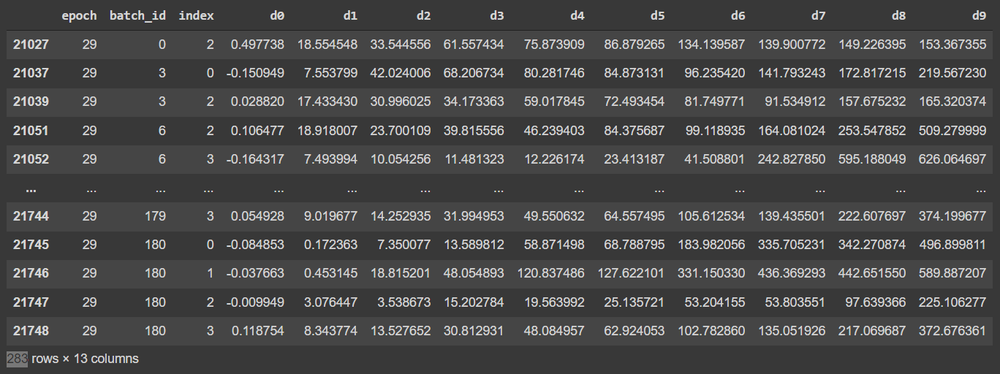 epoch batch_id index d0 d1 d2 d3 d4 d5 d6 d7 d8 d9
21027 29 0 2 0.497738 18.554548 33.544556 61.557434 75.873909 86.879265 134.139587 139.900772 149.226395 153.367355
21037 29 3 0 -0.150949 7.553799 42.024006 68.206734 80.281746 84.873131 96.235420 141.793243 172.817215 219.567230
21039 29 3 2 0.028820 17.433430 30.996025 34.173363 59.017845 72.493454 81.749771 91.534912 157.675232 165.320374
21051 29 6 2 0.106477 18.918007 23.700109 39.815556 46.239403 84.375687 99.118935 164.081024 253.547852 509.279999
21052 29 6 3 -0.164317 7.493994 10.054256 11.481323 12.226174 23.413187 41.508801 242.827850 595.188049 626.064697
... ... ... ... ... ... ... ... ... ... ... ... ... ...
21744 29 179 3 0.054928 9.019677 14.252935 31.994953 49.550632 64.557495 105.612534 139.435501 222.607697 374.199677
21745 29 180 0 -0.084853 0.172363 7.350077 13.589812 58.871498 68.788795 183.982056 335.705231 342.270874 496.899811
21746 29 180 1 -0.037663 0.453145 18.815201 48.054893 120.837486 127.622101 331.150330 436.369293 442.651550 589.887207
21747 29 180 2 -0.009949 3.076447 3.538673 15.202784 19.563992 25.135721 53.204155 53.803551 97.639366 225.106277
21748 29 180 3 0.118754 8.343774 13.527652 30.812931 48.084957 62.924053 102.782860 135.051926 217.069687 372.676361
283 rows × 13 columns